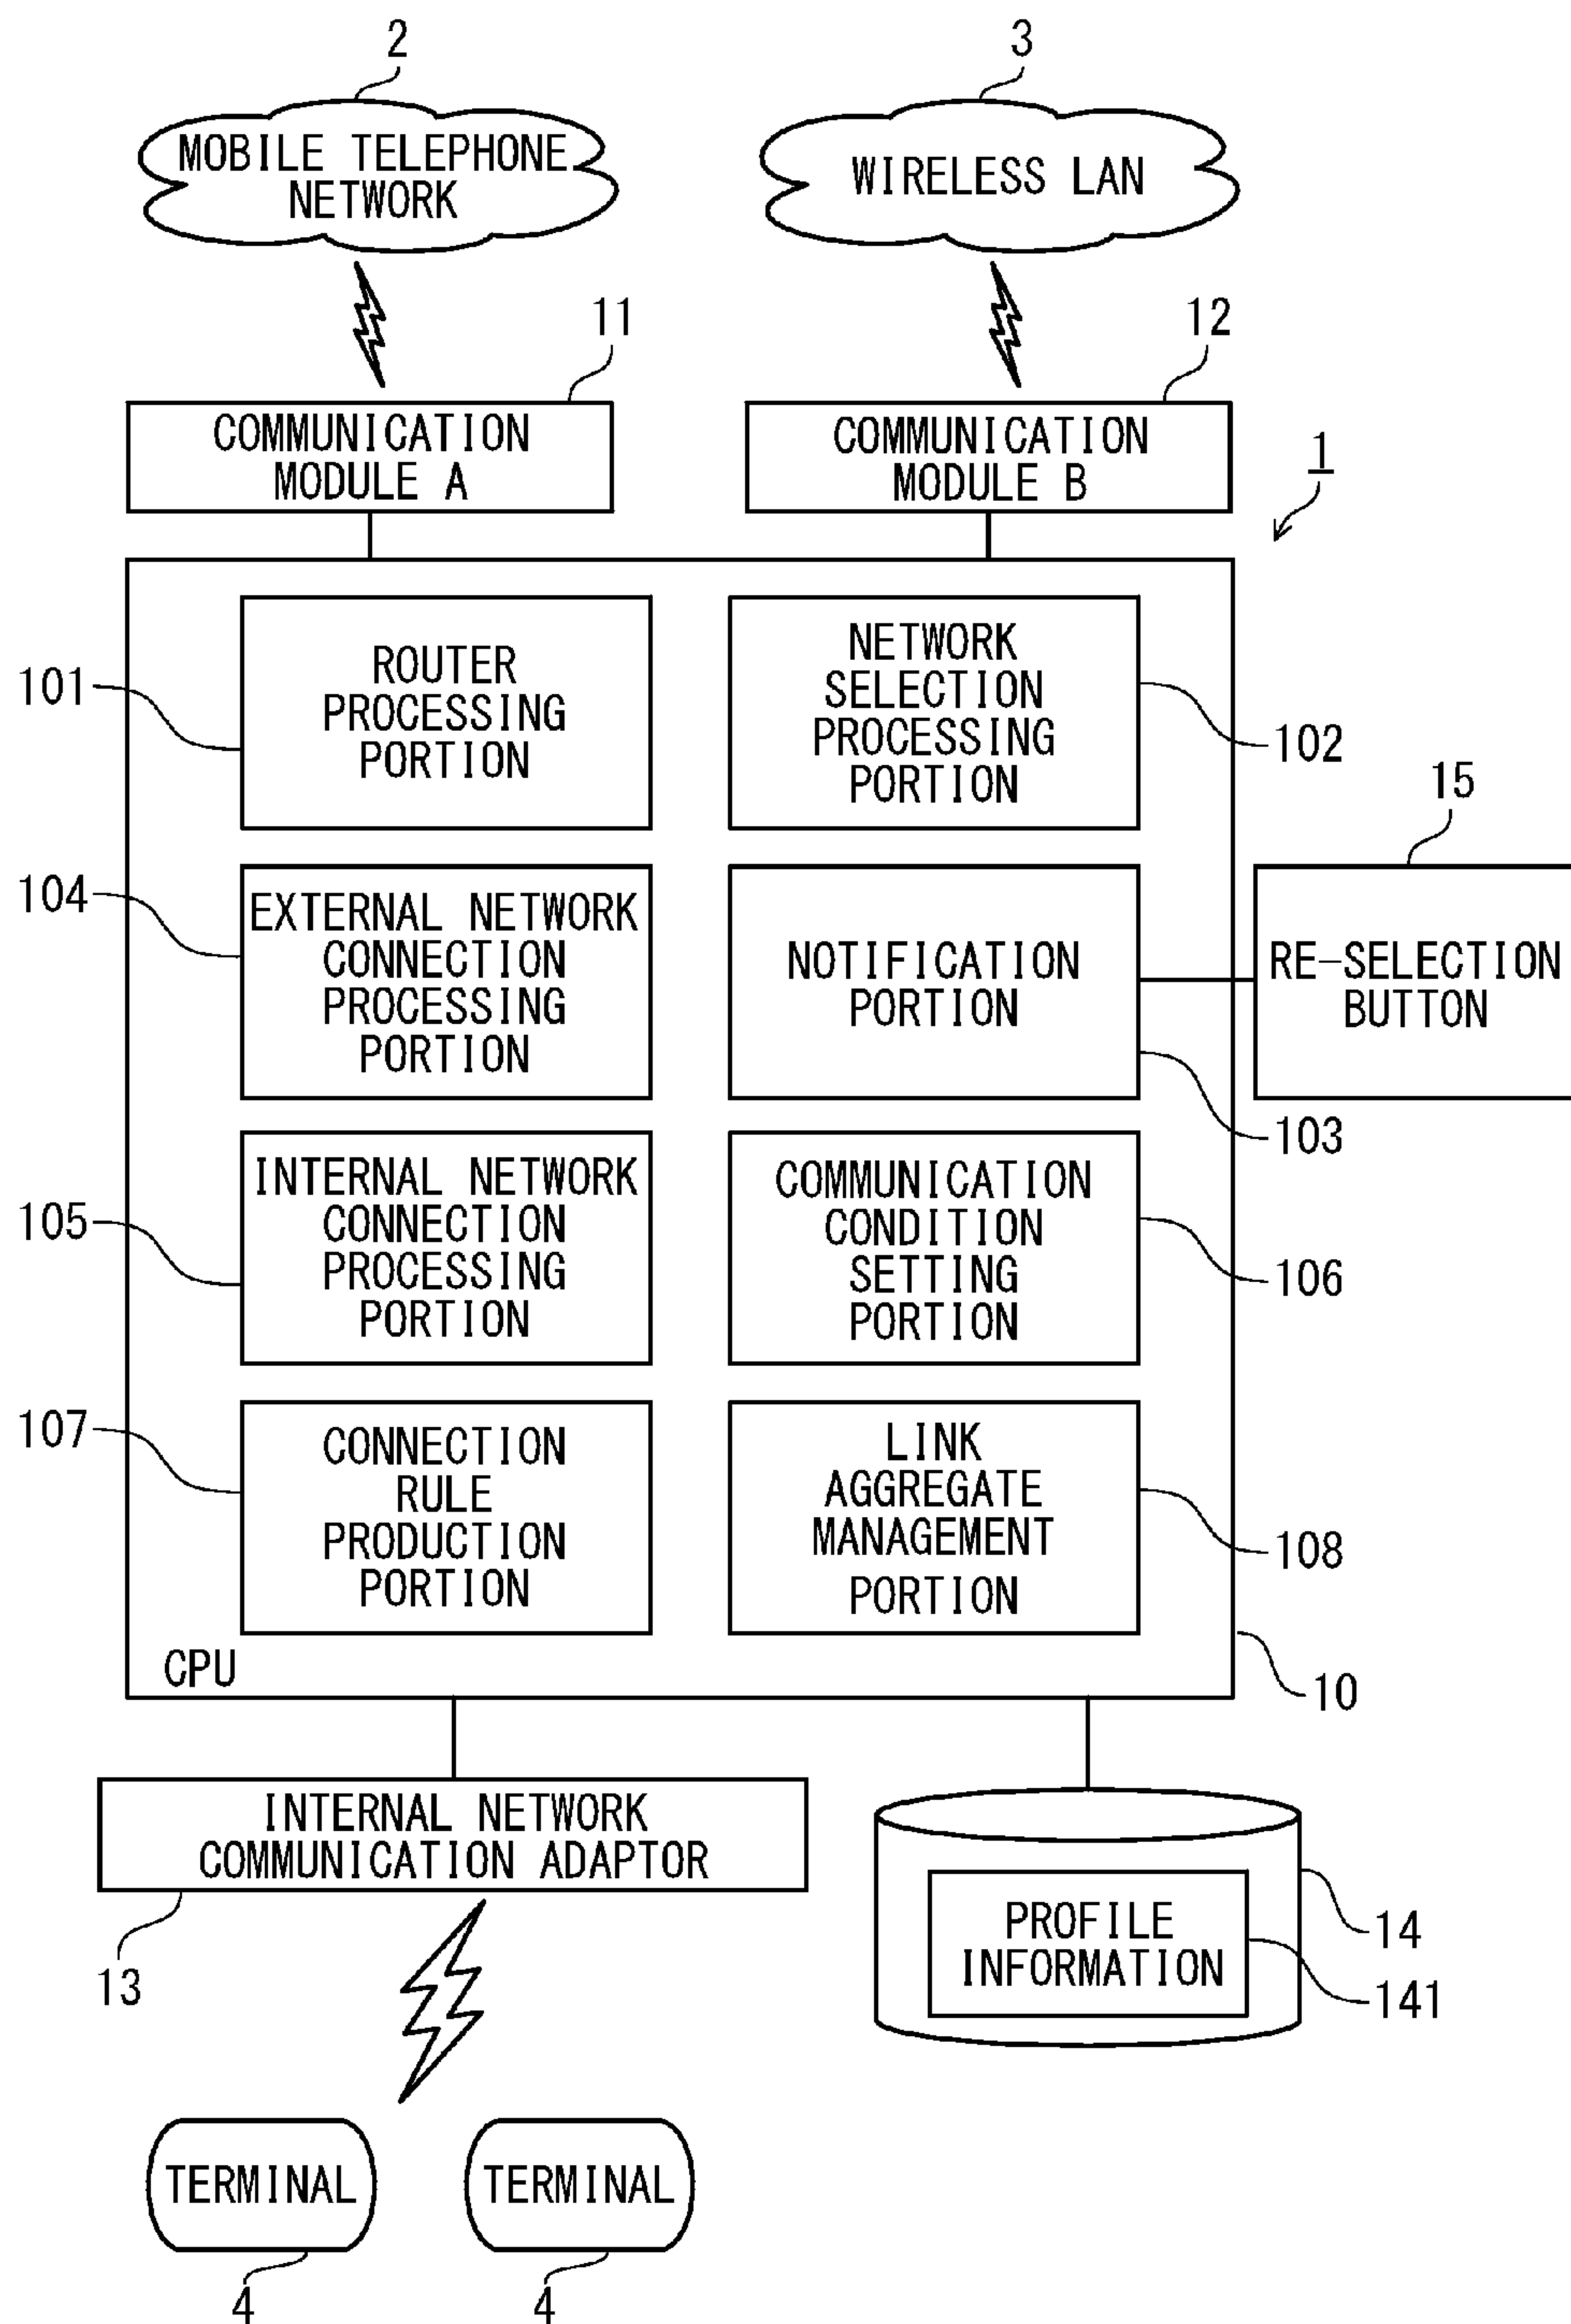 2
3
MOBILE TELEPHONE
NETWORK
WIRELESS LAN
11
12
COMMUNICATION
MODULE A
COMMUNICATION
MODULE B
1
ROUTER
PROCESSING
PORTION
101
NETWORK
SELECTION
PROCESSING
PORTION
102
15
104
EXTERNAL NETWORK
CONNECTION
PROCESSING
PORTION
NOTIFICATION
PORTION
RE-SELECTION
BUTTON
103
105
INTERNAL NETWORK
CONNECTION
PROCESSING
PORTION
COMMUNICATION
CONDITION
SETTING
PORTION
106
107
CONNECTION
RULE
PRODUCTION
PORTION
LINK
AGGREGATE
MANAGEMENT
PORTION
108
CPU
10
INTERNAL NETWORK
COMMUNICATION ADAPTOR
13
PROFILE
INFORMATION
14
141
TERMINAL
TERMINAL
4
4